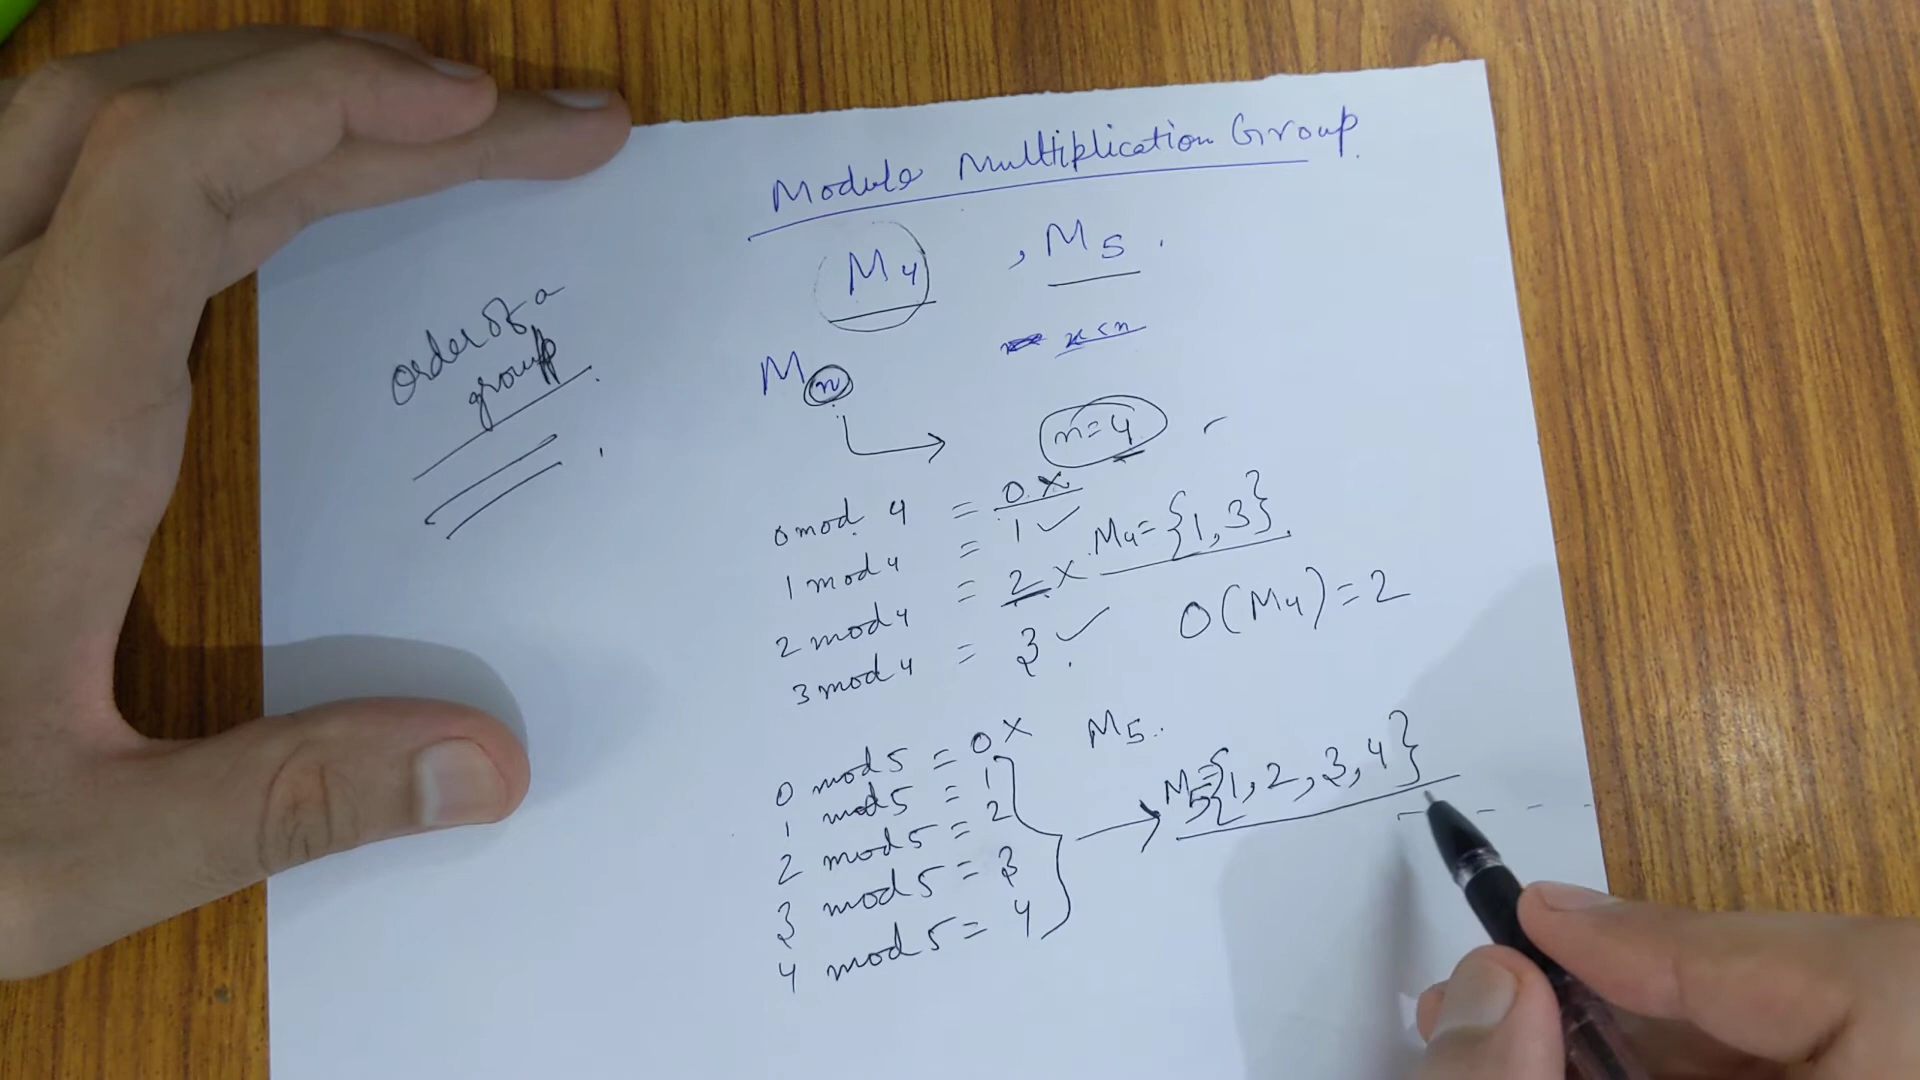 Module Multiplication Group.
M4 , M5 .
x<n
order of a
group
Mn
n=4
0 mod 4 = 0 ×
1 mod 4 = 1 ✓
2 mod 4 = 2 ×
3 mod 4 = 3 ✓
M4= {1, 3}.
O(M4)=2
0 mod 5 = 0 ×
1 mod 5 = 1
2 mod 5 = 2
3 mod 5 = 3
4 mod 5 = 4
M5.
M5={1, 2, 3, 4}